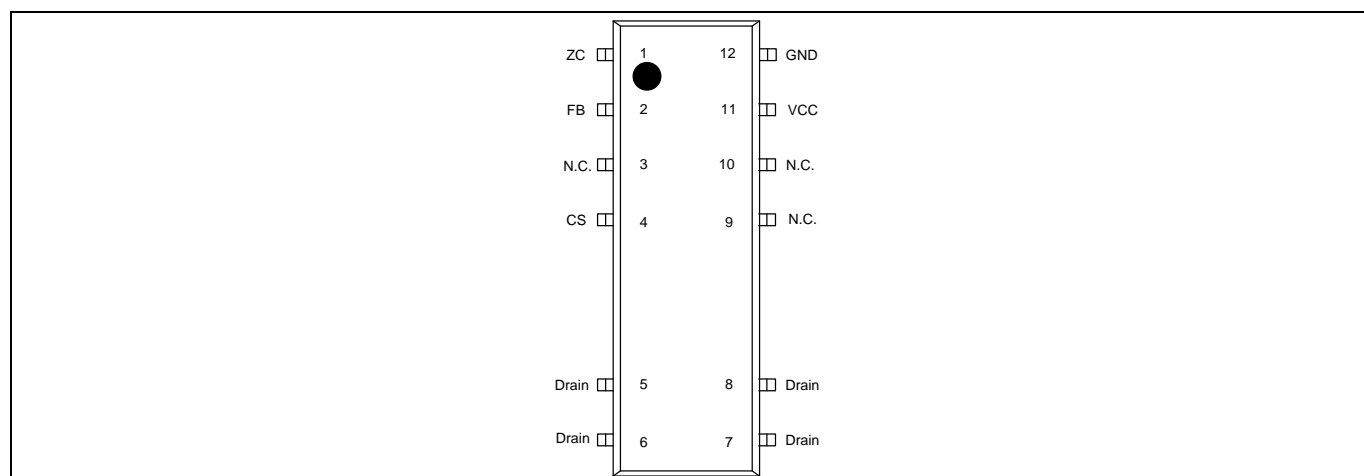 ZC 1 12 GND
FB 2 11 VCC
N.C. 3 10 N.C.
CS 4 9 N.C.
Drain 5 8 Drain
Drain 6 7 Drain